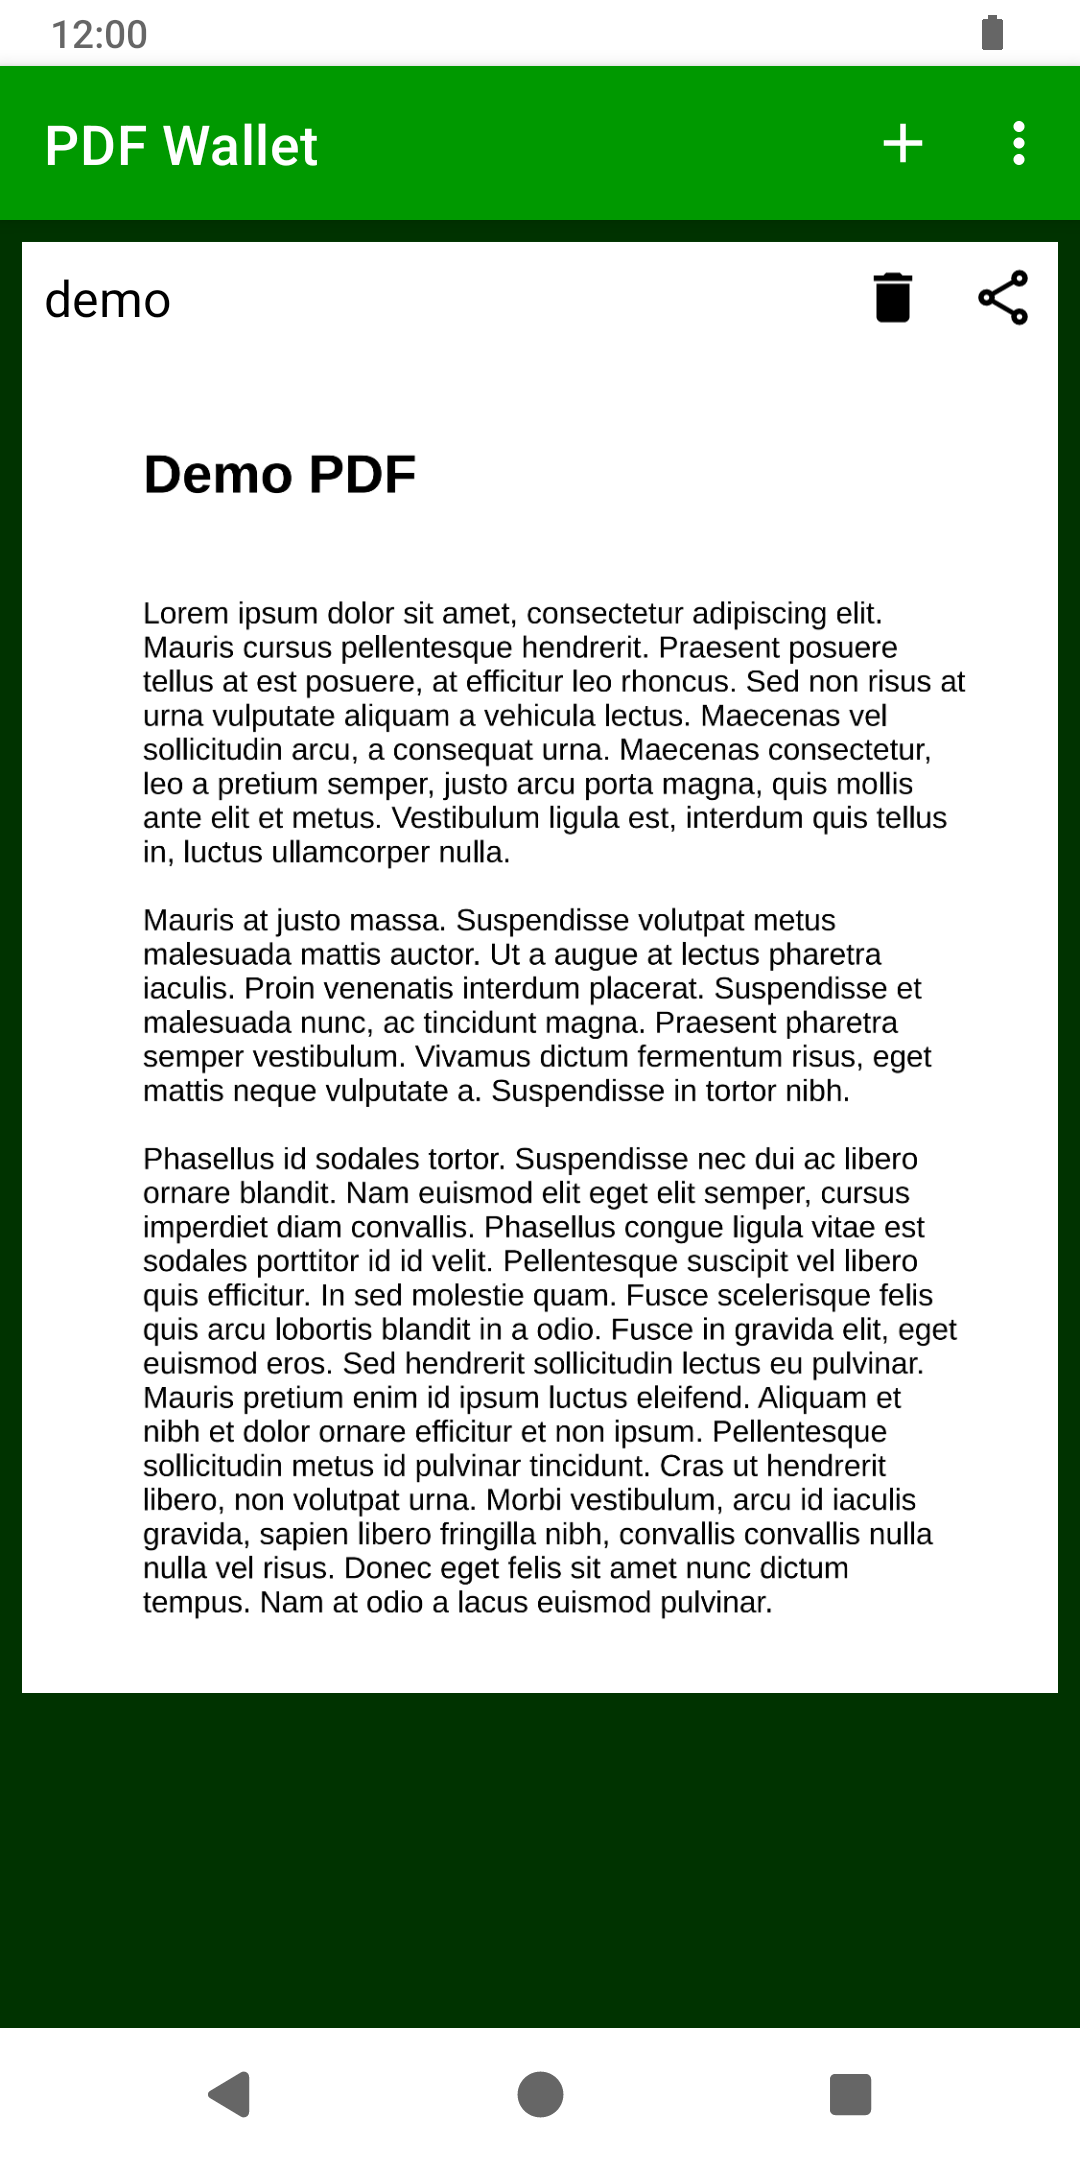 12:00
PDF Wallet
demo
Demo PDF
Lorem ipsum dolor sit amet, consectetur adipiscing elit.
Mauris cursus pellentesque hendrerit. Praesent posuere
tellus at est posuere, at efficitur leo rhoncus. Sed non risus at
urna vulputate aliquam a vehicula lectus. Maecenas vel
sollicitudin arcu, a consequat urna. Maecenas consectetur,
leo a pretium semper, justo arcu porta magna, quis mollis
ante elit et metus. Vestibulum ligula est, interdum quis tellus
in, luctus ullamcorper nulla.
Mauris at justo massa. Suspendisse volutpat metus
malesuada mattis auctor. Ut a augue at lectus pharetra
iaculis. Proin venenatis interdum placerat. Suspendisse et
malesuada nunc, ac tincidunt magna. Praesent pharetra
semper vestibulum. Vivamus dictum fermentum risus, eget
mattis neque vulputate a. Suspendisse in tortor nibh.
Phasellus id sodales tortor. Suspendisse nec dui ac libero
ornare blandit. Nam euismod elit eget elit semper, cursus
imperdiet diam convallis. Phasellus congue ligula vitae est
sodales porttitor id id velit. Pellentesque suscipit vel libero
quis efficitur. In sed molestie quam. Fusce scelerisque felis
quis arcu lobortis blandit in a odio. Fusce in gravida elit, eget
euismod eros. Sed hendrerit sollicitudin lectus eu pulvinar.
Mauris pretium enim id ipsum luctus eleifend. Aliquam et
nibh et dolor ornare efficitur et non ipsum. Pellentesque
sollicitudin metus id pulvinar tincidunt. Cras ut hendrerit
libero, non volutpat urna. Morbi vestibulum, arcu id iaculis
gravida, sapien libero fringilla nibh, convallis convallis nulla
nulla vel risus. Donec eget felis sit amet nunc dictum
tempus. Nam at odio a lacus euismod pulvinar.